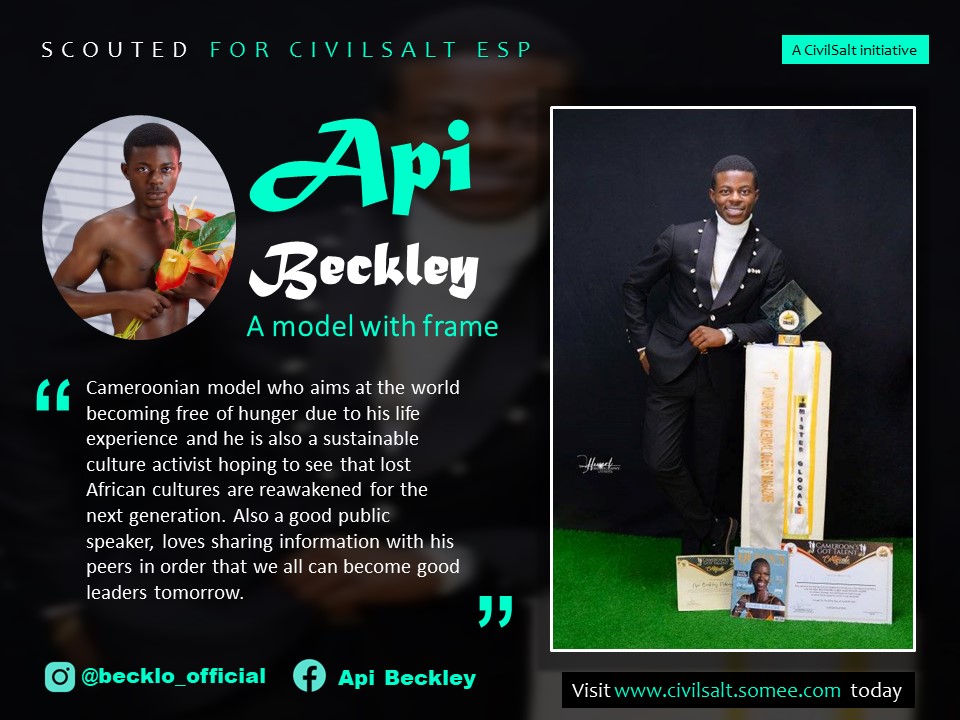 SCOUTED FOR CIVILSALT ESP
A CivilSalt initiative
Api
Beckley
A model with frame
“
Cameroonian model who aims at the world
becoming free of hunger due to his life
experience and he is also a sustainable
culture activist hoping to see that lost
African cultures are reawakened for the
next generation. Also a good public
speaker, loves sharing information with his
peers in order that we all can become good
leaders tomorrow.
”
@becklo_official
Api Beckley
MISTER GLOCAL
CAMEROON'S
GOT TALENT
Certificate
Visit www.civilsalt.somee.com today